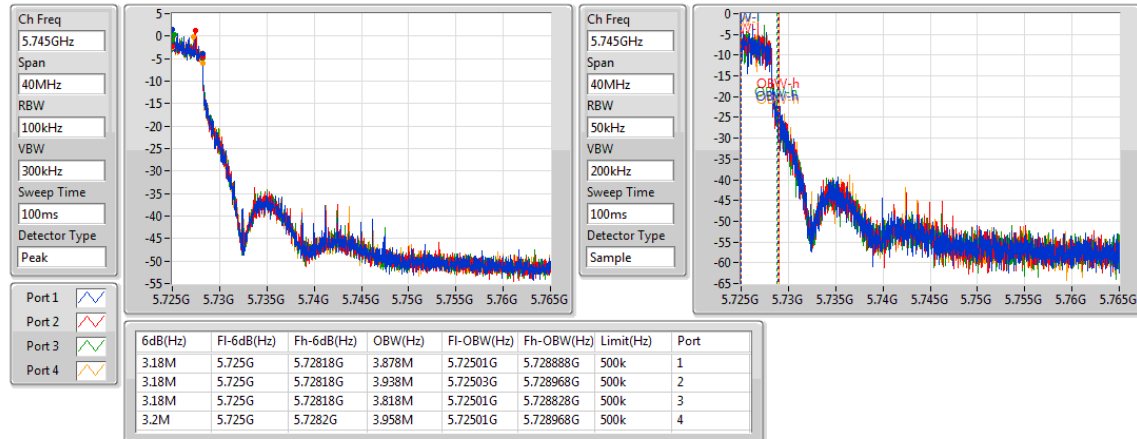 Ch Freq
5.745GHz
Span
40MHz
RBW
100kHz
VBW
300kHz
Sweep Time
100ms
Detector Type
Peak
5
0
-5
-10
-15
-20
-25
-30
-35
-40
-45
-50
-55
5.725G 5.73G 5.735G 5.74G 5.745G 5.75G 5.755G 5.76G 5.765G
Ch Freq
5.745GHz
Span
40MHz
RBW
50kHz
VBW
200kHz
Sweep Time
100ms
Detector Type
Sample
0
-5
-10
-15
-20
-25
-30
-35
-40
-45
-50
-55
-60
-65
OBW-h
OBW-h
5.725G 5.73G 5.735G 5.74G 5.745G 5.75G 5.755G 5.76G 5.765G
Port 1
Port 2
Port 3
Port 4
6dB(Hz) Fl-6dB(Hz) Fh-6dB(Hz) OBW(Hz) Fl-OBW(Hz) Fh-OBW(Hz) Limit(Hz) Port
3.18M 5.725G 5.72818G 3.878M 5.72501G 5.728888G 500k 1
3.18M 5.725G 5.72818G 3.938M 5.72503G 5.728968G 500k 2
3.18M 5.725G 5.72818G 3.818M 5.72501G 5.728828G 500k 3
3.2M 5.725G 5.7282G 3.958M 5.72501G 5.728968G 500k 4